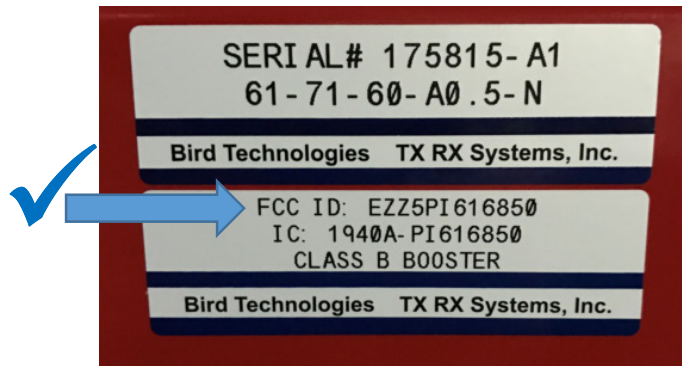 SERIAL# 175815-A1
61-71-60-A0.5-N
Bird Technologies TX RX Systems, Inc.
FCC ID: EZZ5PI616850
IC: 1940A-PI616850
CLASS B BOOSTER
Bird Technologies TX RX Systems, Inc.